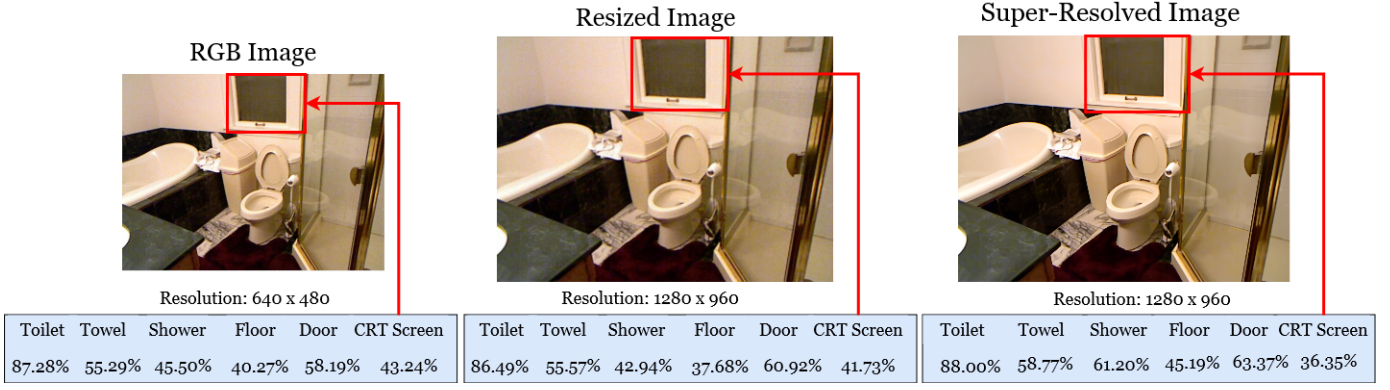 RGB Image
Resized Image
Super-Resolved Image
Resolution: 640 x 480
Resolution: 1280 x 960
Resolution: 1280 x 960
Toilet Towel Shower Floor Door CRT Screen
87.28% 55.29% 45.50% 40.27% 58.19% 43.24%
Toilet Towel Shower Floor Door CRT Screen
86.49% 55.57% 42.94% 37.68% 60.92% 41.73%
Toilet Towel Shower Floor Door CRT Screen
88.00% 58.77% 61.20% 45.19% 63.37% 36.35%